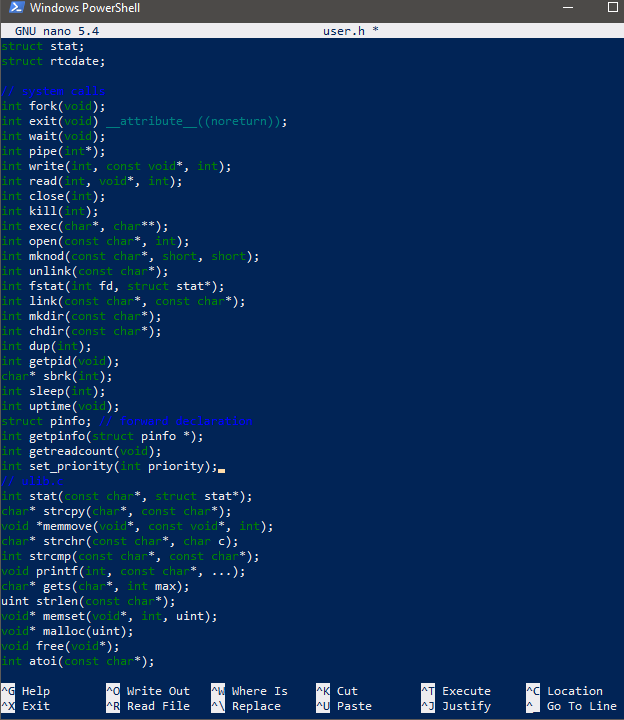 Windows PowerShell
GNU nano 5.4 user.h *
struct stat;
struct rtcdate;
// system calls
int fork(void);
int exit(void) __attribute__((noreturn));
int wait(void);
int pipe(int*);
int write(int, const void*, int);
int read(int, void*, int);
int close(int);
int kill(int);
int exec(char*, char**);
int open(const char*, int);
int mknod(const char*, short, short);
int unlink(const char*);
int fstat(int fd, struct stat*);
int link(const char*, const char*);
int mkdir(const char*);
int chdir(const char*);
int dup(int);
int getpid(void);
char* sbrk(int);
int sleep(int);
int uptime(void);
struct pinfo; // forward declaration
int getpinfo(struct pinfo *);
int getreadcount(void);
int set_priority(int priority);
// ulib.c
int stat(const char*, struct stat*);
char* strcpy(char*, const char*);
void *memmove(void*, const void*, int);
char* strchr(const char*, char c);
int strcmp(const char*, const char*);
void printf(int, const char*, ...);
char* gets(char*, int max);
uint strlen(const char*);
void* memset(void*, int, uint);
void* malloc(uint);
void free(void*);
int atoi(const char*);
^G Help ^O Write Out ^W Where Is ^K Cut ^T Execute ^C Location
^X Exit ^R Read File ^\ Replace ^U Paste ^J Justify ^_ Go To Line